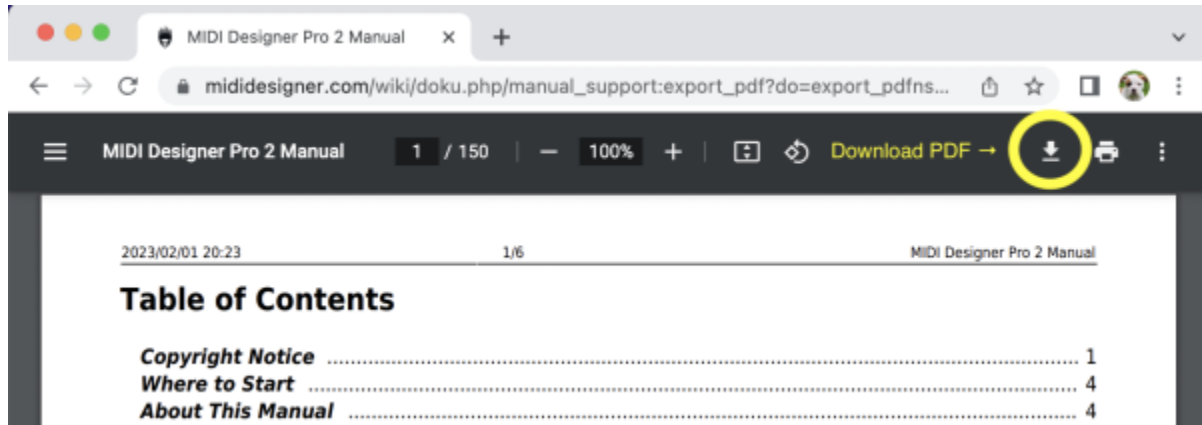 MIDI Designer Pro 2 Manual
mididesigner.com/wiki/doku.php/manual_support:export_pdf?do=export_pdfns...
MIDI Designer Pro 2 Manual 1 / 150 100% Download PDF →
2023/02/01 20:23 1/6 MIDI Designer Pro 2 Manual
Table of Contents
Copyright Notice ........................................................................................................ 1
Where to Start ........................................................................................................ 4
About This Manual ........................................................................................................ 4